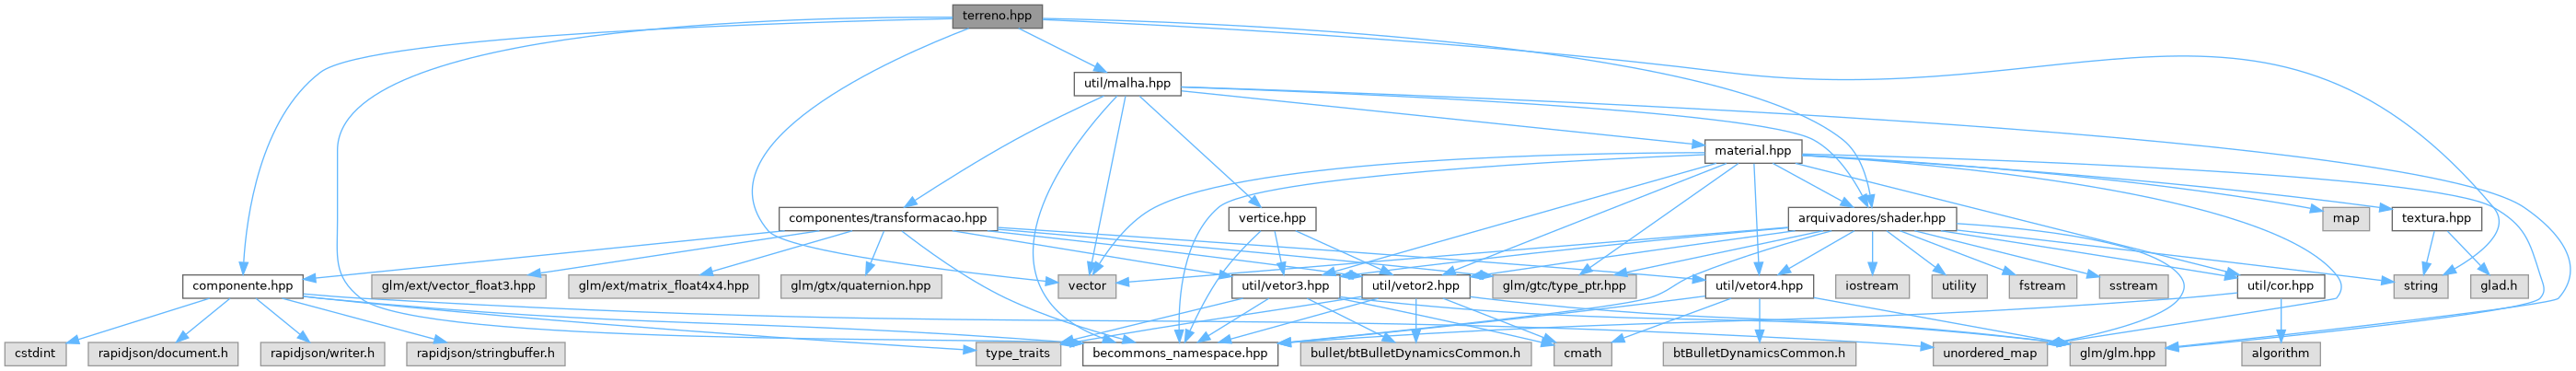 terreno.hpp
util/malha.hpp
material.hpp
componentes/transformacao.hpp
vertice.hpp
arquivadores/shader.hpp
map
textura.hpp
componente.hpp
glm/ext/vector_float3.hpp
glm/ext/matrix_float4x4.hpp
glm/gtx/quaternion.hpp
vector
util/vetor3.hpp
util/vetor2.hpp
glm/gtc/type_ptr.hpp
util/vetor4.hpp
iostream
utility
fstream
sstream
util/cor.hpp
string
glad.h
cstdint
rapidjson/document.h
rapidjson/writer.h
rapidjson/stringbuffer.h
type_traits
becommons_namespace.hpp
bullet/btBulletDynamicsCommon.h
cmath
btBulletDynamicsCommon.h
unordered_map
glm/glm.hpp
algorithm